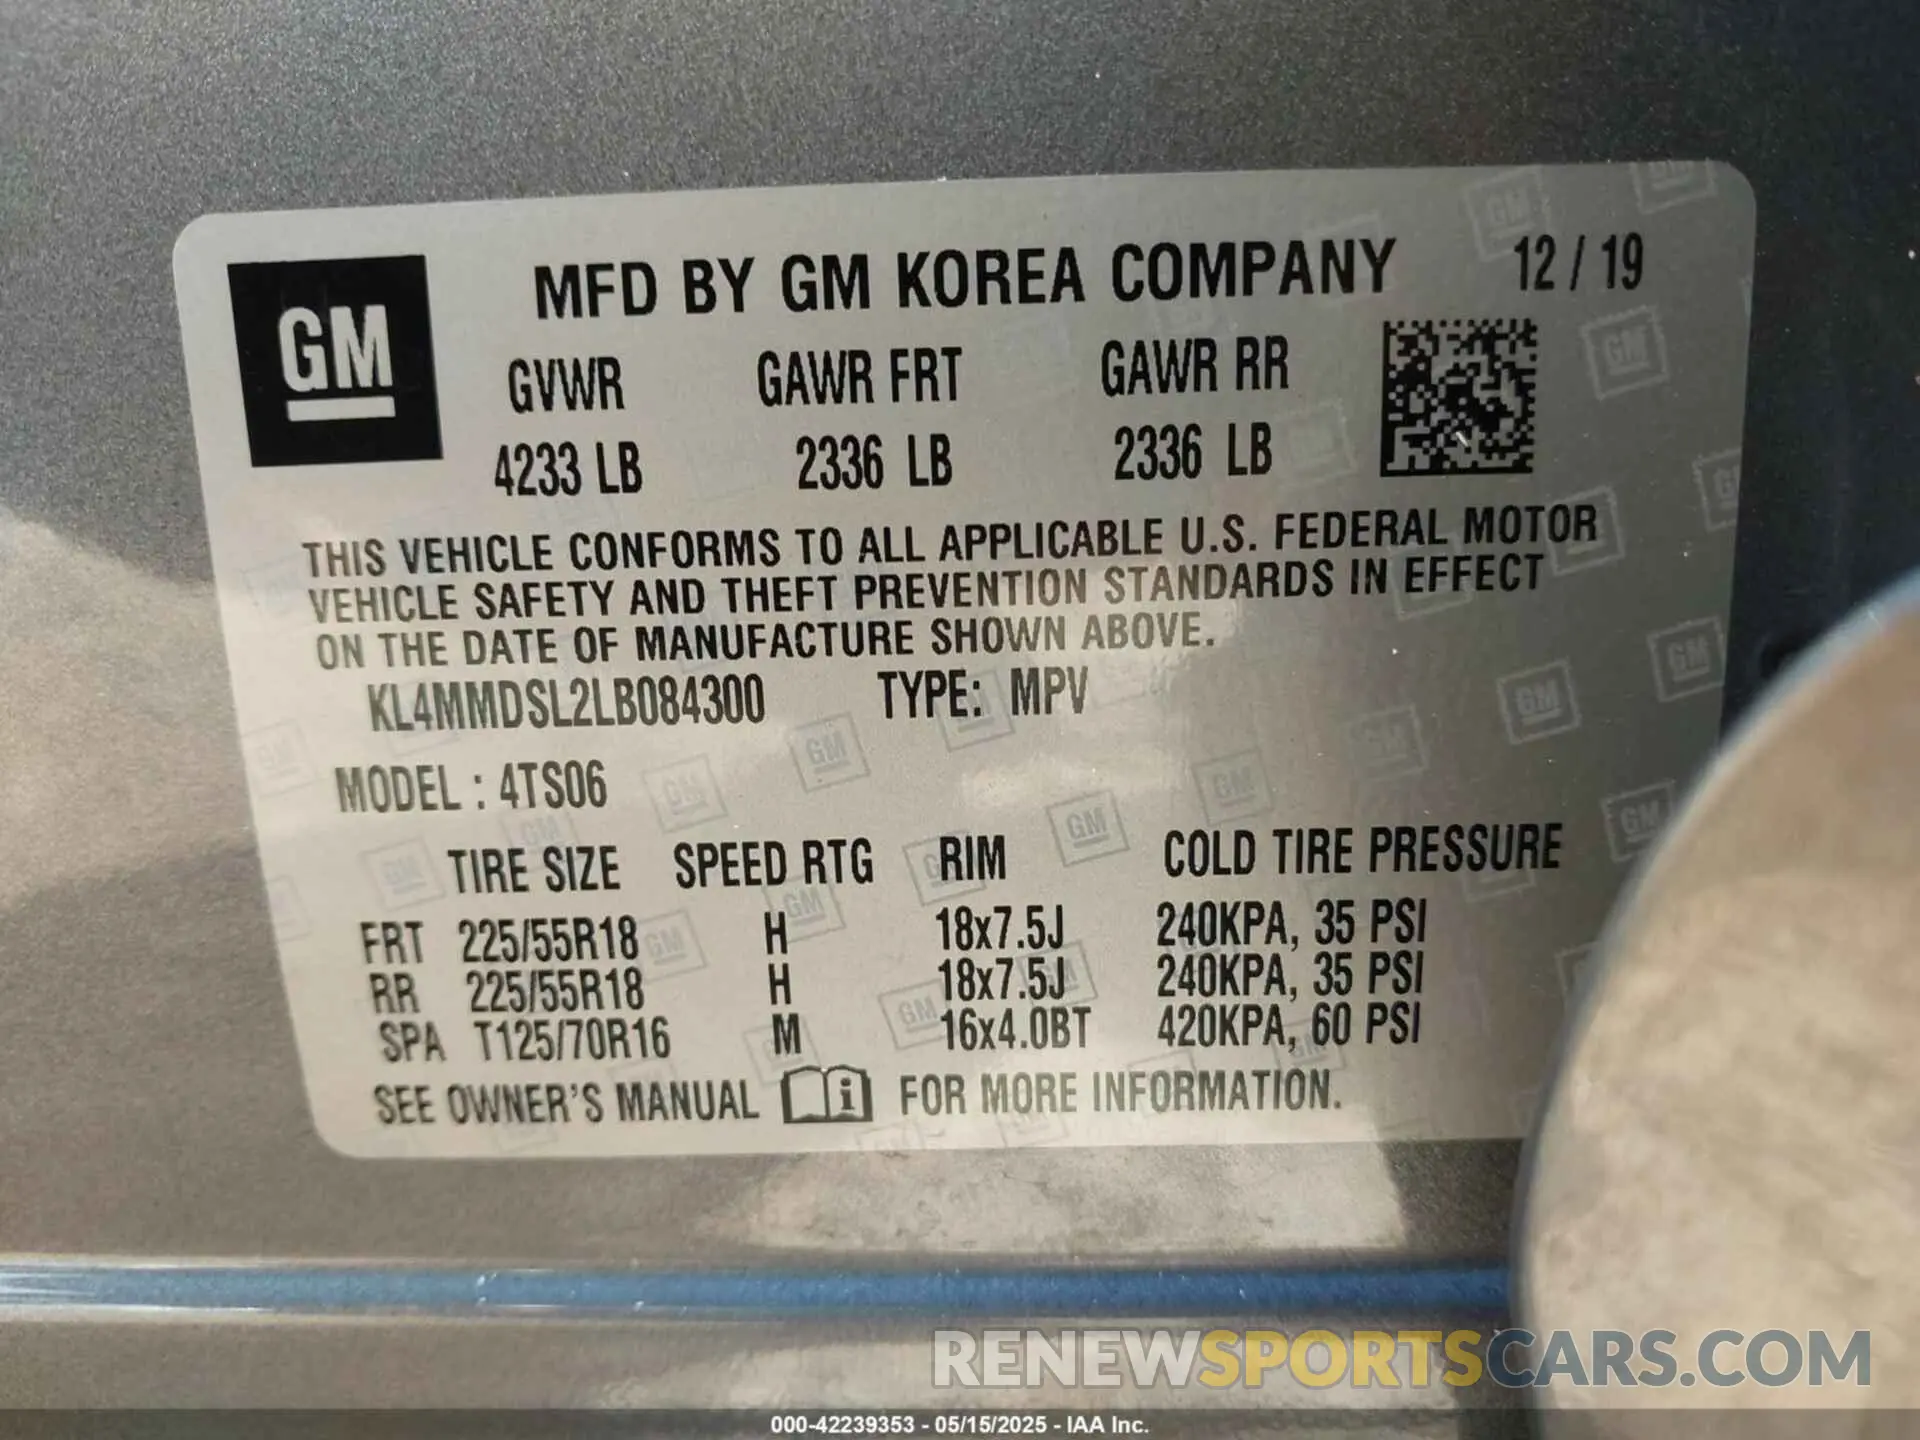 GM
MFD BY GM KOREA COMPANY 12 / 19
GVWR GAWR FRT GAWR RR
4233 LB 2336 LB 2336 LB
THIS VEHICLE CONFORMS TO ALL APPLICABLE U.S. FEDERAL MOTOR
VEHICLE SAFETY AND THEFT PREVENTION STANDARDS IN EFFECT
ON THE DATE OF MANUFACTURE SHOWN ABOVE.
KL4MMDSL2LB084300 TYPE: MPV
MODEL : 4TS06
TIRE SIZE SPEED RTG RIM COLD TIRE PRESSURE
FRT 225/55R18 H 18x7.5J 240KPA, 35 PSI
RR 225/55R18 H 18x7.5J 240KPA, 35 PSI
SPA T125/70R16 M 16x4.0BT 420KPA, 60 PSI
SEE OWNER'S MANUAL i FOR MORE INFORMATION.
RENEWSPORTSCARS.COM
000-42239353 - 05/15/2025 - IAA Inc.